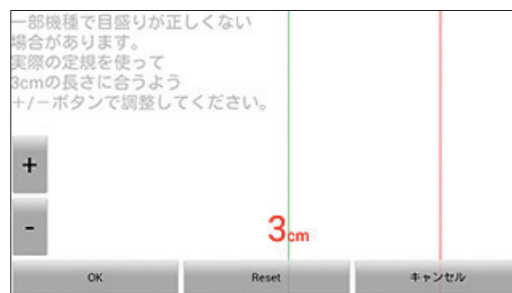 一部機種で目盛りが正しくない
場合があります。
実際の定規を使って
3cmの長さに合うよう
+/−ボタンで調整してください。
+
-
3cm
OK Reset キャンセル